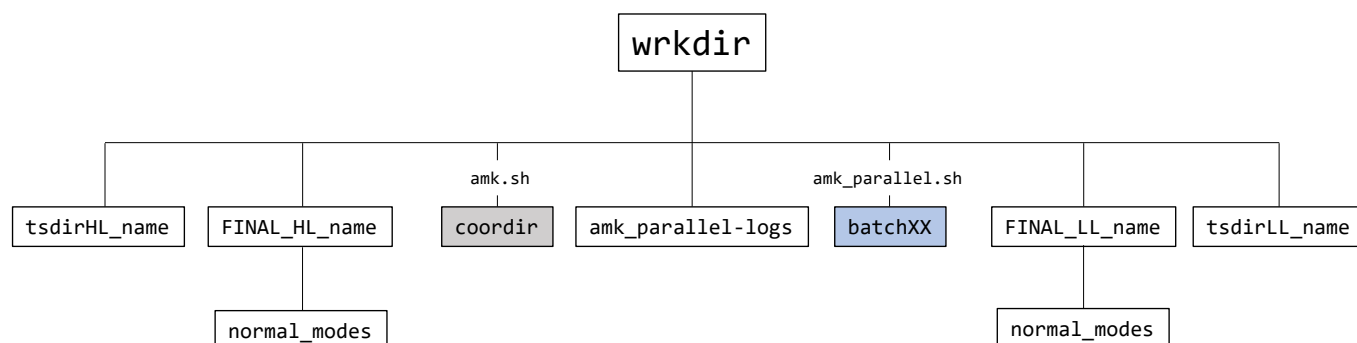 wrkdir
amk.sh
amk_parallel.sh
tsdirHL_name
FINAL_HL_name
coordir
amk_parallel-logs
batchXX
FINAL_LL_name
tsdirLL_name
normal_modes
normal_modes